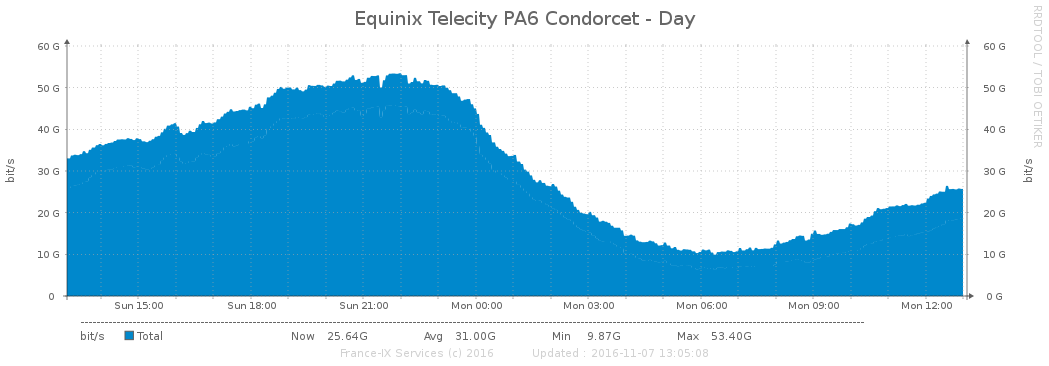 Equinix Telecity PA6 Condorcet - Day
RRDTOOL / TOBI OETIKER
60 G 60 G
50 G 50 G
40 G 40 G
30 G 30 G
20 G 20 G
10 G 10 G
0 0 G
bit/s bit/s
Sun 15:00 Sun 18:00 Sun 21:00 Mon 00:00 Mon 03:00 Mon 06:00 Mon 09:00 Mon 12:00
bit/s Total Now 25.64G Avg 31.00G Min 9.87G Max 53.40G
France-IX Services (c) 2016 Updated : 2016-11-07 13:05:08